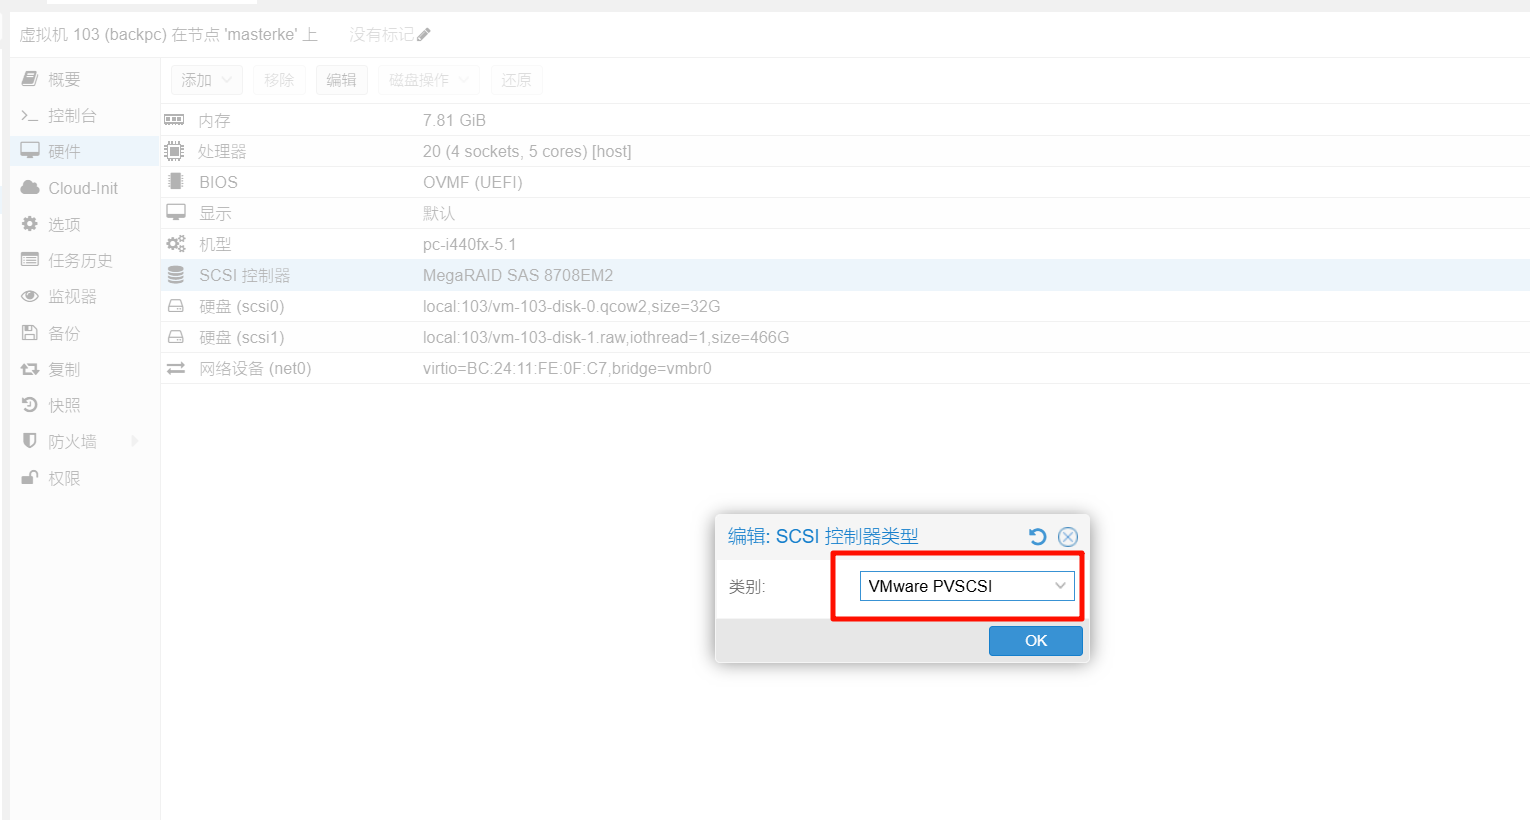 虚拟机 103 (backpc) 在节点 'masterke' 上 没有标记
概要
控制台
硬件
Cloud-Init
选项
任务历史
监视器
备份
复制
快照
防火墙
权限
添加 移除 编辑 磁盘操作 还原
内存 7.81 GiB
处理器 20 (4 sockets, 5 cores) [host]
BIOS OVMF (UEFI)
显示 默认
机型 pc-i440fx-5.1
SCSI 控制器 MegaRAID SAS 8708EM2
硬盘 (scsi0) local:103/vm-103-disk-0.qcow2,size=32G
硬盘 (scsi1) local:103/vm-103-disk-1.raw,iothread=1,size=466G
网络设备 (net0) virtio=BC:24:11:FE:0F:C7,bridge=vmbr0
编辑: SCSI 控制器类型
类别: VMware PVSCSI
OK